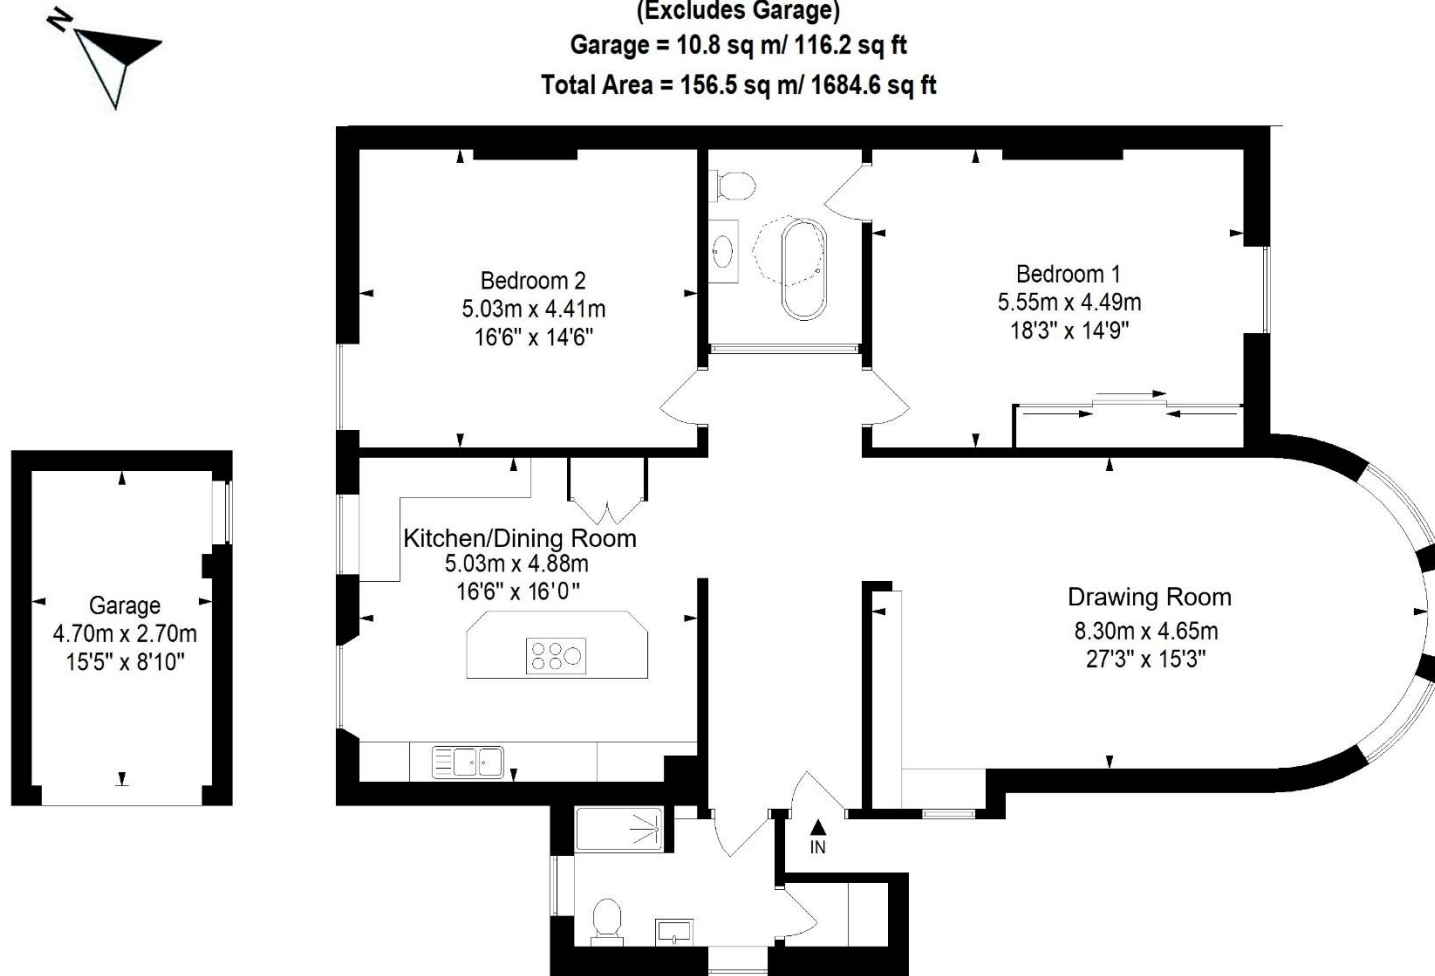 N
(Excludes Garage)
Garage = 10.8 sq m/ 116.2 sq ft
Total Area = 156.5 sq m/ 1684.6 sq ft
Bedroom 2
5.03m x 4.41m
16'6" x 14'6"
Bedroom 1
5.55m x 4.49m
18'3" x 14'9"
Kitchen/Dining Room
5.03m x 4.88m
16'6" x 16'0"
Garage
4.70m x 2.70m
15'5" x 8'10"
Drawing Room
8.30m x 4.65m
27'3" x 15'3"
IN